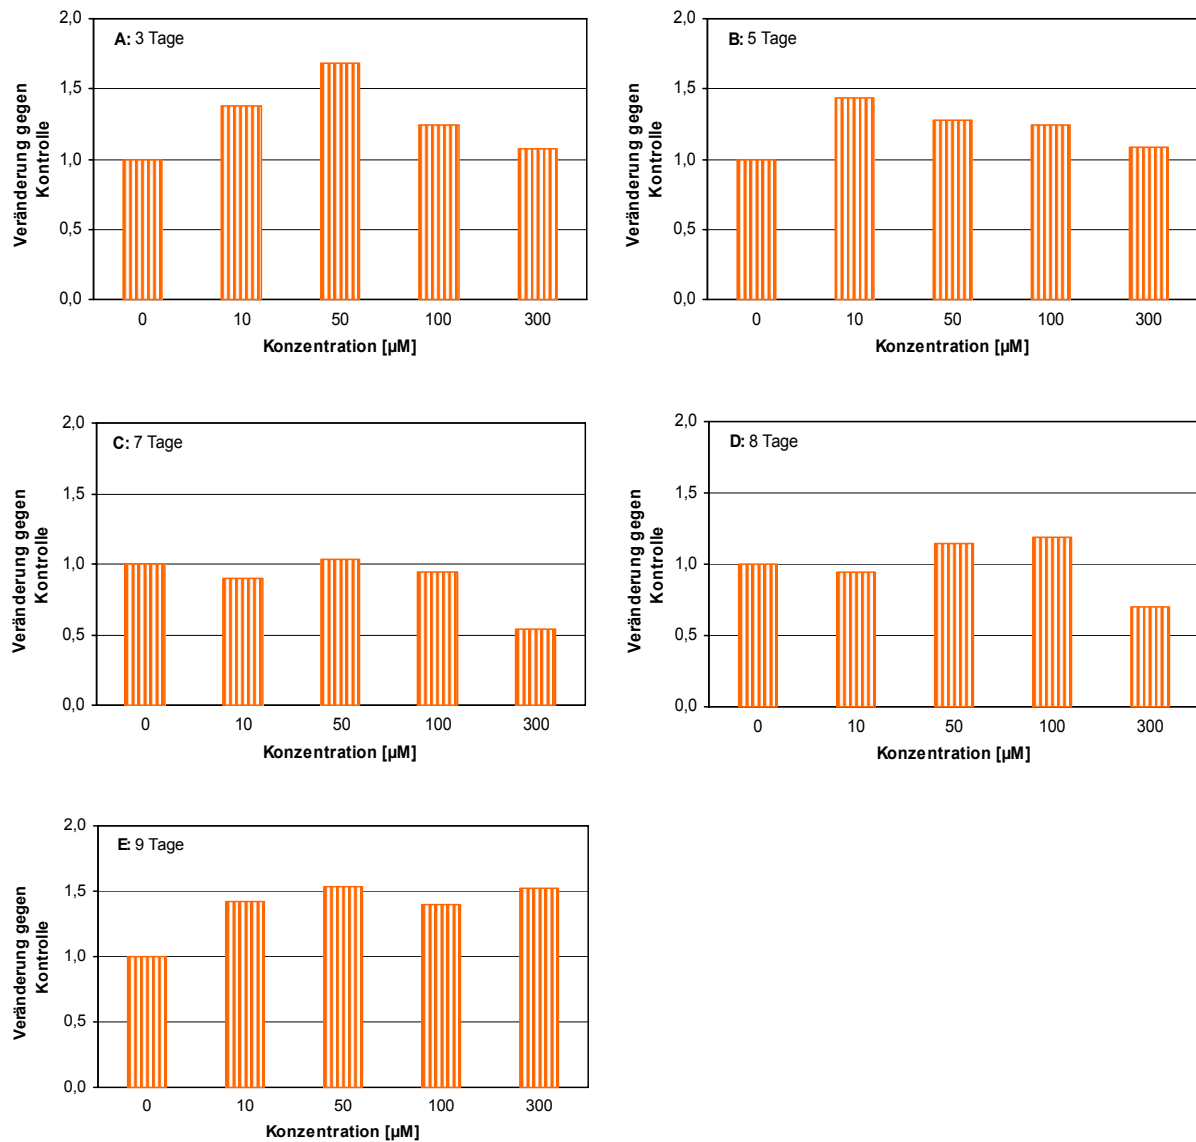 A: 3 Tage
Veränderung gegen
Kontrolle
2,0
1,5
1,0
0,5
0,0
0 10 50 100 300
Konzentration [µM]
B: 5 Tage
Veränderung gegen
Kontrolle
2,0
1,5
1,0
0,5
0,0
0 10 50 100 300
Konzentration [µM]
C: 7 Tage
Veränderung gegen
Kontrolle
2,0
1,5
1,0
0,5
0,0
0 10 50 100 300
Konzentration [µM]
D: 8 Tage
Veränderung gegen
Kontrolle
2,0
1,5
1,0
0,5
0,0
0 10 50 100 300
Konzentration [µM]
E: 9 Tage
Veränderung gegen
Kontrolle
2,0
1,5
1,0
0,5
0,0
0 10 50 100 300
Konzentration [µM]